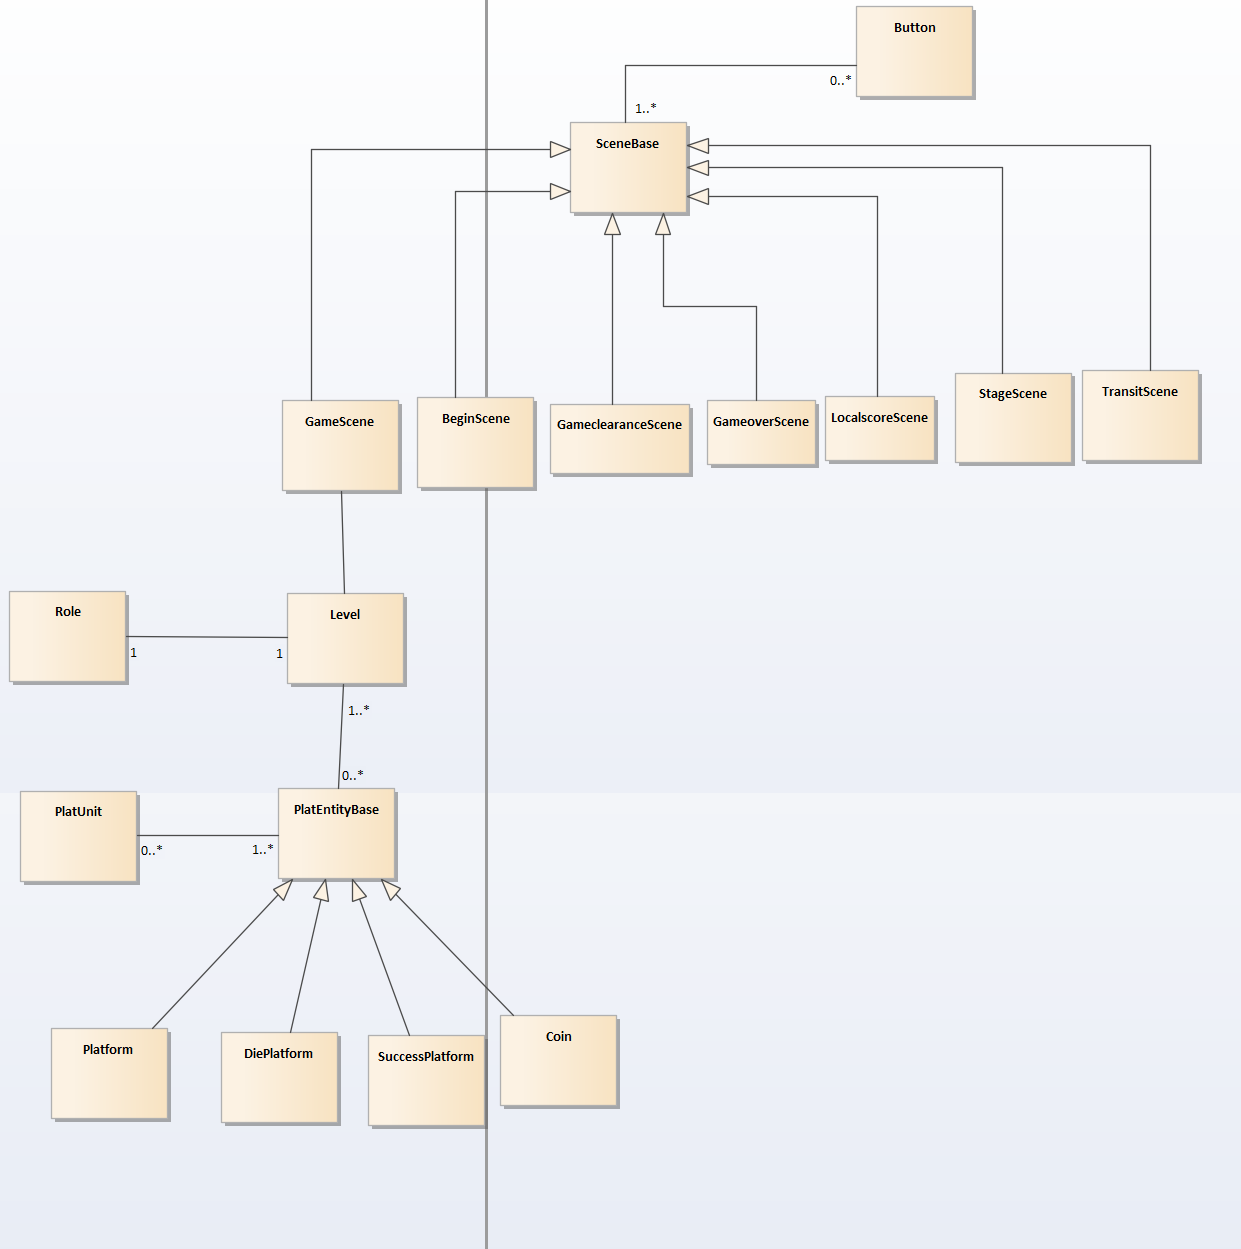 Button
0..*
1..*
SceneBase
GameScene
BeginScene
GameclearanceScene
GameoverScene
LocalscoreScene
StageScene
TransitScene
Role
Level
1
1
1..*
0..*
PlatUnit
PlatEntityBase
0..*
1..*
Platform
DiePlatform
SuccessPlatform
Coin